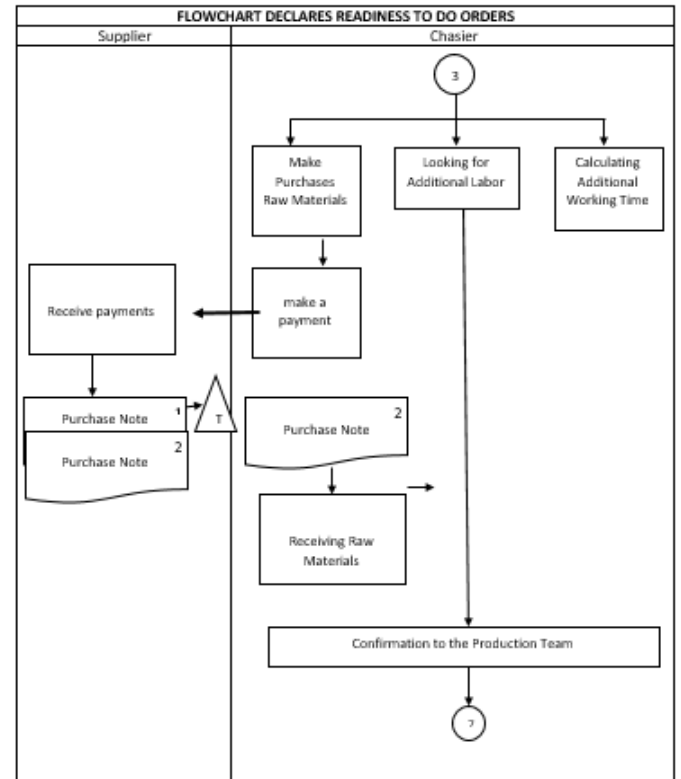 FLOWCHART DECLARES READINESS TO DO ORDERS
Supplier
Chasier
3
Make
Purchases
Raw Materials
Looking for
Additional Labor
Calculating
Additional
Working Time
Receive payments
make a
payment
Purchase Note
1
T
Purchase Note
2
Purchase Note
2
Receiving Raw
Materials
Confirmation to the Production Team
7